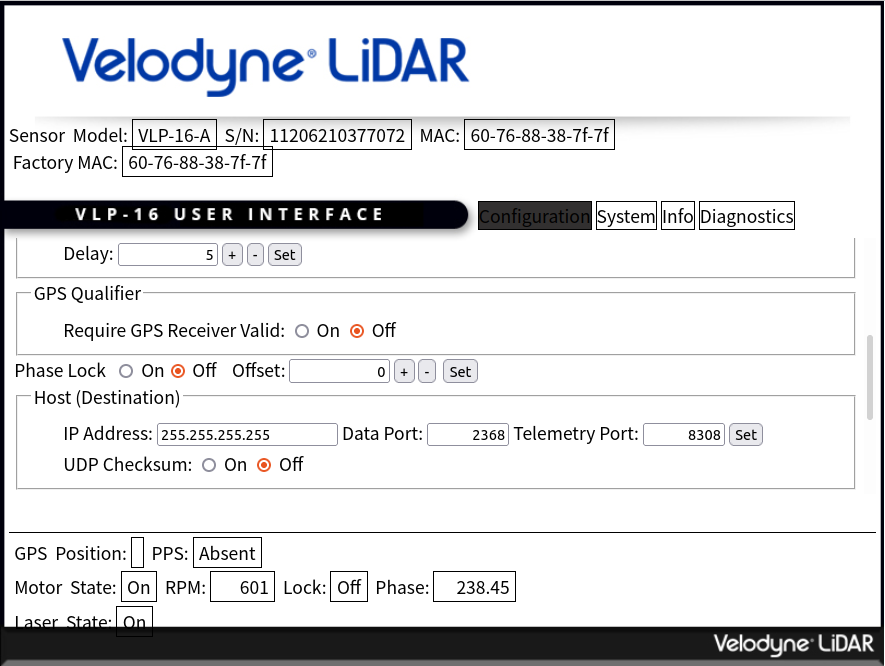 Velodyne® LiDAR
Sensor Model: VLP-16-A S/N: 11206210377072 MAC: 60-76-88-38-7f-7f
Factory MAC: 60-76-88-38-7f-7f
VLP-16 USER INTERFACE Configuration System Info Diagnostics
Delay: 5 + - Set
GPS Qualifier
Require GPS Receiver Valid: On Off
Phase Lock On Off Offset: 0 + - Set
Host (Destination)
IP Address: 255.255.255.255 Data Port: 2368 Telemetry Port: 8308 Set
UDP Checksum: On Off
GPS Position: PPS: Absent
Motor State: On RPM: 601 Lock: Off Phase: 238.45
Laser State: On
Velodyne® LiDAR